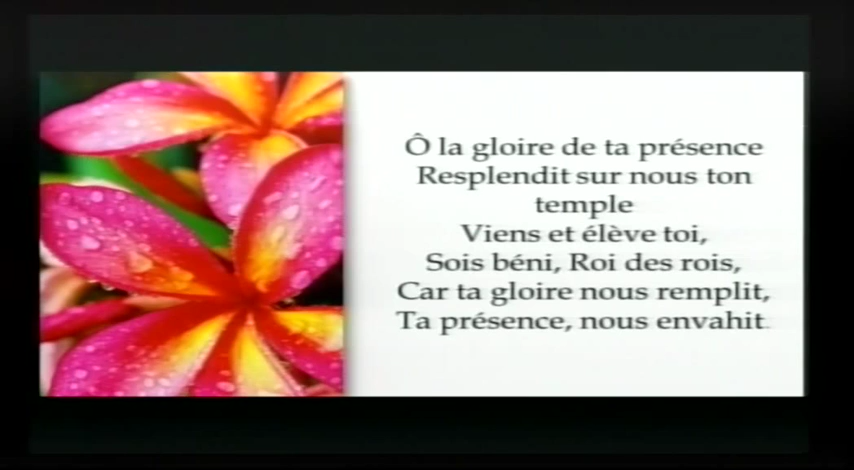 Ô la gloire de ta présence
Resplendit sur nous ton
temple
Viens et élève toi,
Sois béni, Roi des rois,
Car ta gloire nous remplit,
Ta présence, nous envahit.